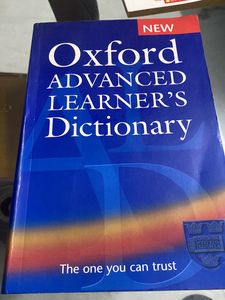 NEW
Oxford
ADVANCED
LEARNER'S
Dictionary
The one you can trust